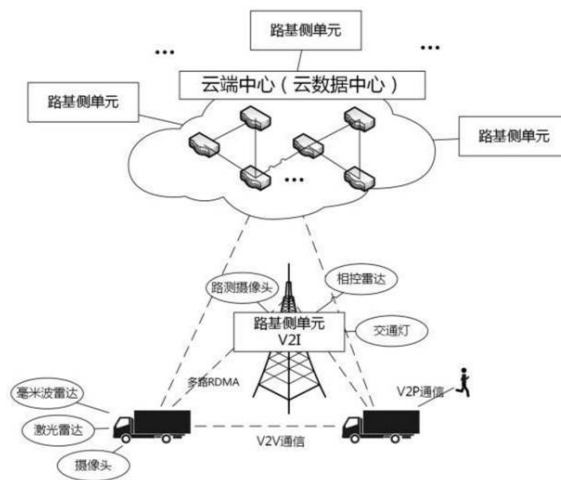 路基侧单元
...
...
云端中心（云数据中心）
路基侧单元
路基侧单元
...
相控雷达
路测摄像头
路基侧单元
V2I
交通灯
多路RDMA
V2P通信
毫米波雷达
激光雷达
V2V通信
摄像头